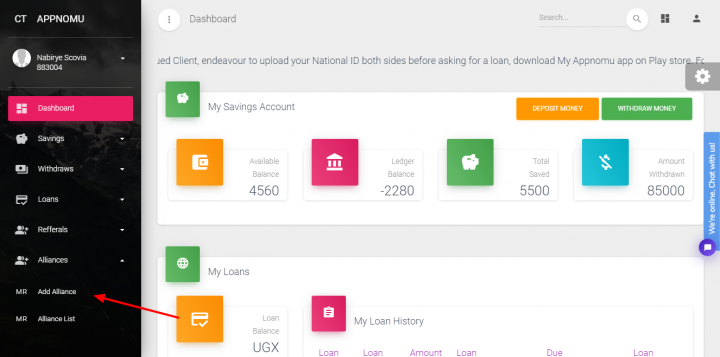 CT APPNOMU
Dashboard
Search...
Nabirye Scovia
883004
ued Client, endeavour to upload your National ID both sides before asking for a loan, download My Appnomu app on Play store. Fo
Dashboard
Savings
Withdraws
Loans
Refferals
Alliances
MR Add Alliance
MR Alliance List
My Savings Account
DEPOSIT MONEY
WITHDRAW MONEY
Available
Balance
4560
Ledger
Balance
-2280
Total
Saved
5500
Amount
Withdrawn
85000
My Loans
Loan
Balance
UGX
My Loan History
Loan Loan Amount Loan Due Loan
We're online, Chat with us!